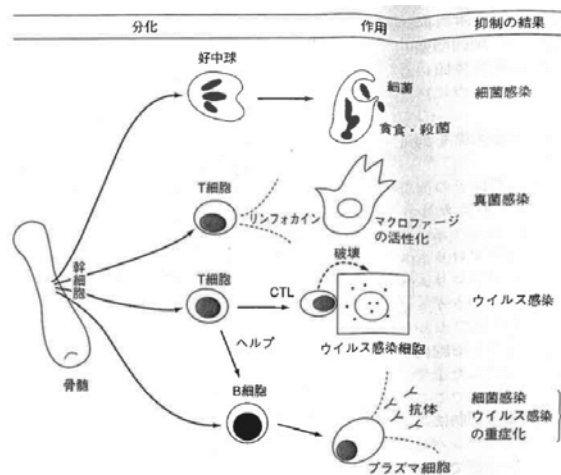 分化
作用
抑制の結果
好中球
細菌
貪食・殺菌
細菌感染
T細胞
リンフォカイン
マクロファージ
の活性化
真菌感染
幹
細
胞
骨髄
T細胞
CTL
破壊
ウイルス感染細胞
ウイルス感染
ヘルプ
B細胞
抗体
プラズマ細胞
細菌感染
ウイルス感染
の重症化